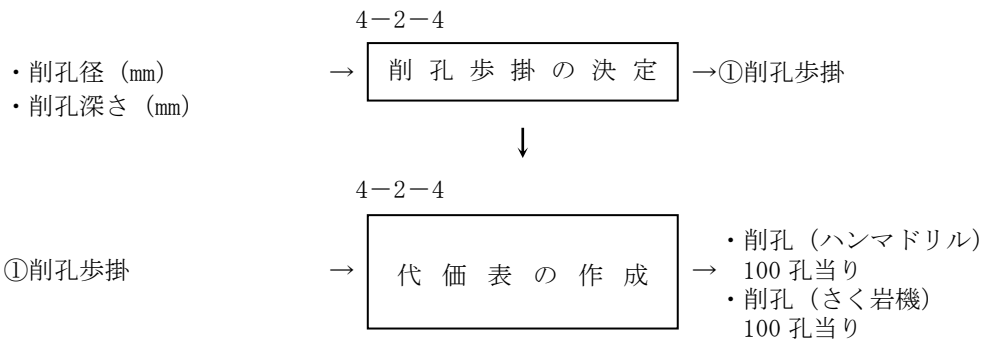 4－2－4
・削孔径（㎜） → 削孔歩掛の決定 →①削孔歩掛
・削孔深さ（㎜）
↓
4－2－4
①削孔歩掛 → 代価表の作成 → ・削孔（ハンマドリル）
100 孔当り
・削孔（さく岩機）
100 孔当り